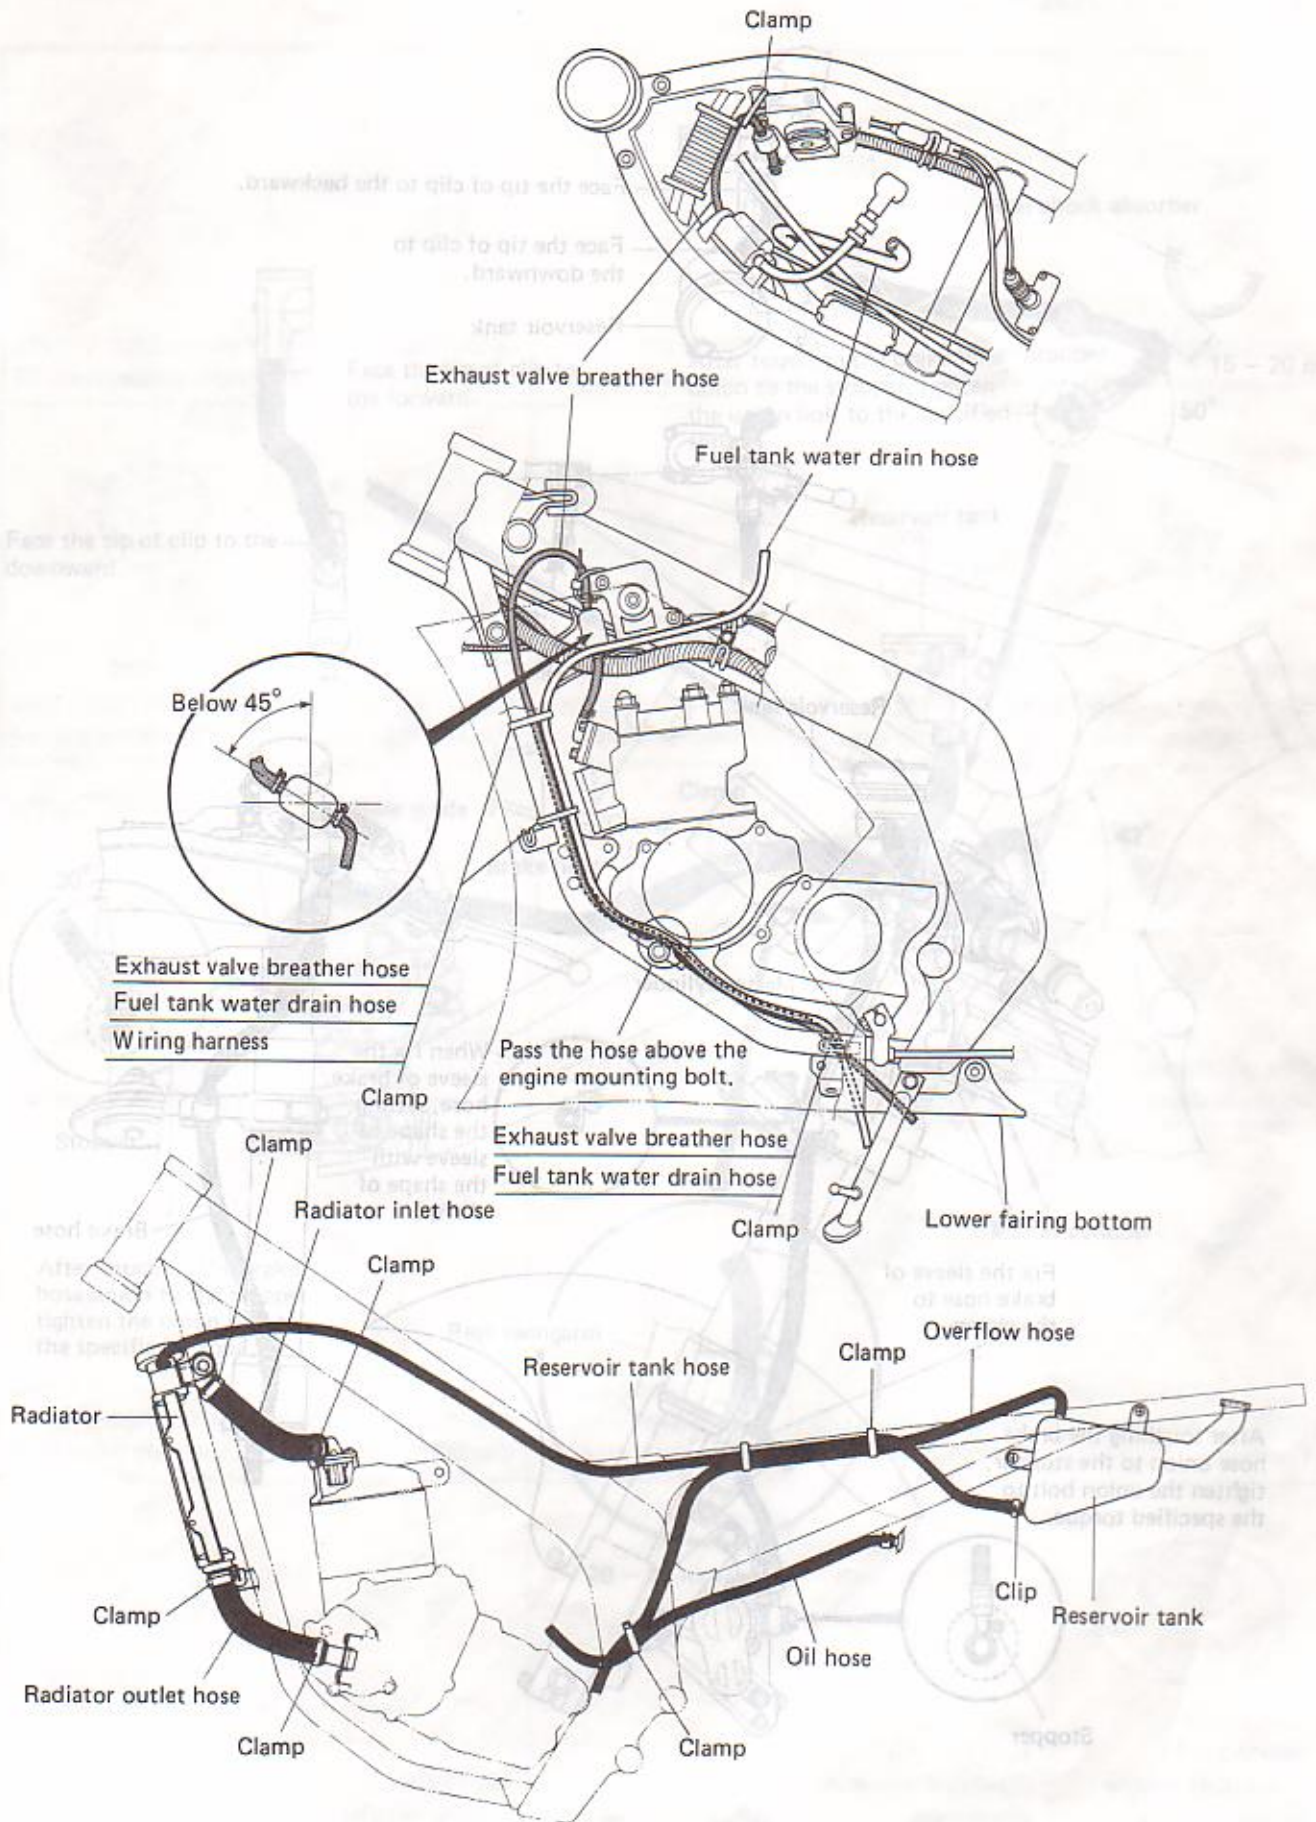 Clamp
Exhaust valve breather hose
Fuel tank water drain hose
Below 45°
Exhaust valve breather hose
Fuel tank water drain hose
Wiring harness
Clamp
Pass the hose above the
engine mounting bolt.
Exhaust valve breather hose
Fuel tank water drain hose
Clamp
Lower fairing bottom
Clamp
Radiator inlet hose
Clamp
Reservoir tank hose
Clamp
Overflow hose
Radiator
Clamp
Radiator outlet hose
Clamp
Clamp
Oil hose
Clip
Reservoir tank